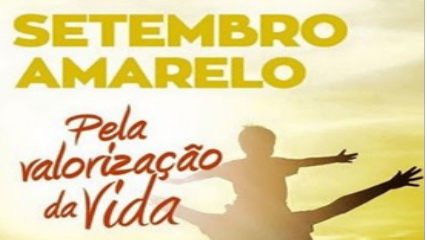 SETEMBRO
AMARELO
Pela
valorização
da Vida